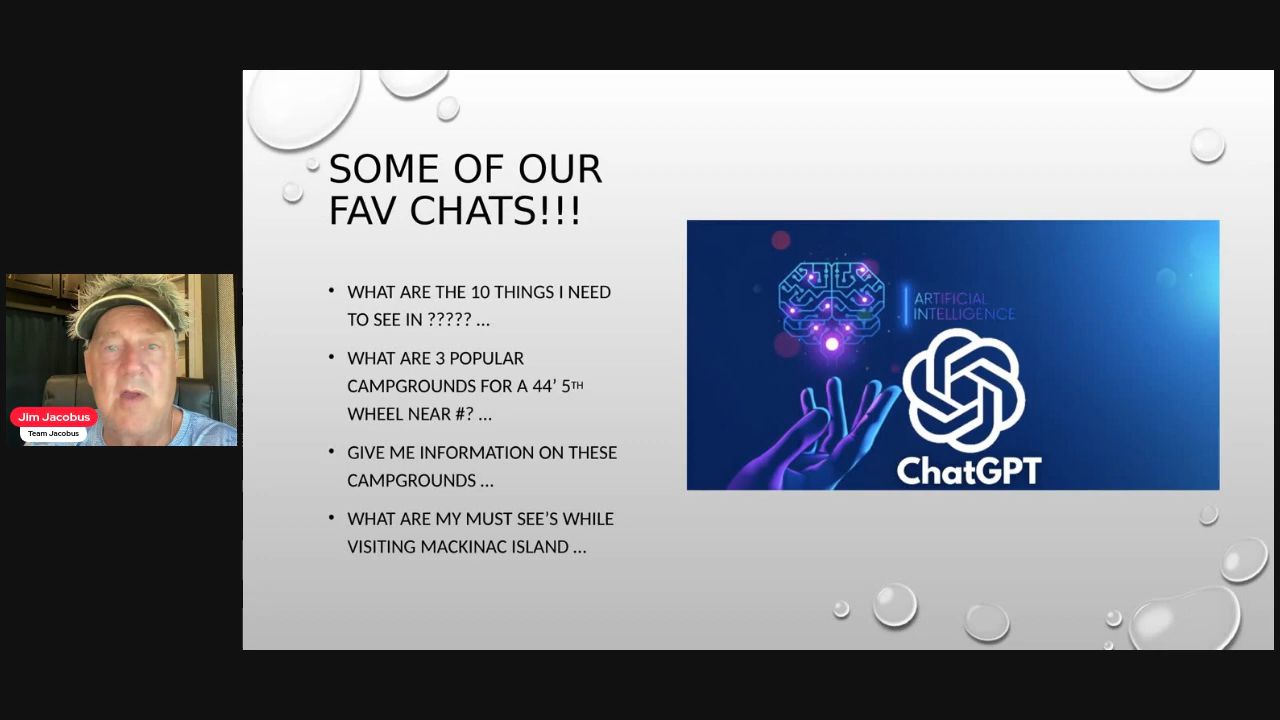 SOME OF OUR
FAV CHATS!!!
• WHAT ARE THE 10 THINGS I NEED
TO SEE IN ????? ...
• WHAT ARE 3 POPULAR
CAMPGROUNDS FOR A 44’ 5TH
WHEEL NEAR #? ...
• GIVE ME INFORMATION ON THESE
CAMPGROUNDS ...
• WHAT ARE MY MUST SEE’S WHILE
VISITING MACKINAC ISLAND ...
ARTIFICIAL
INTELLIGENCE
ChatGPT
Jim Jacobus
Team Jacobus